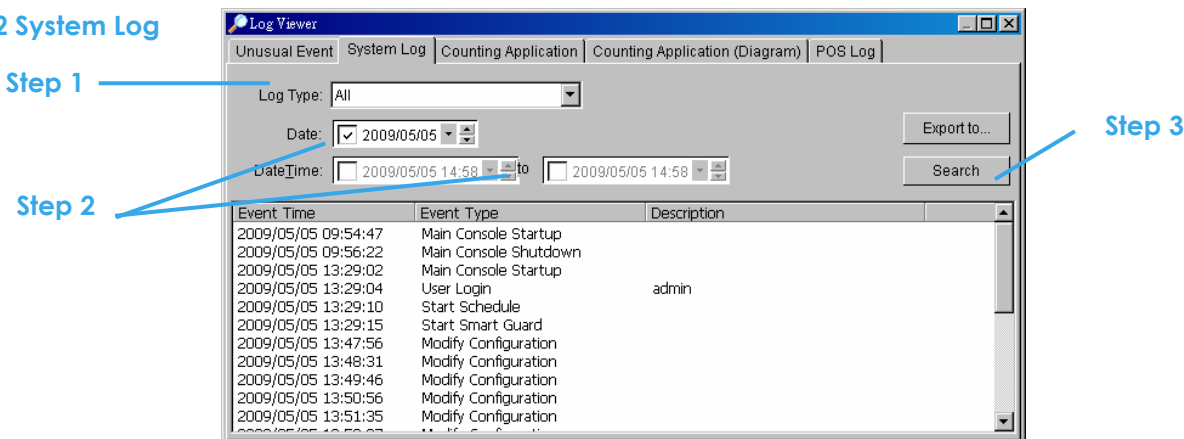 2 System Log
Log Viewer
Unusual Event System Log Counting Application Counting Application (Diagram) POS Log
Step 1
Log Type: All
Date: 2009/05/05
Export to...
Step 3
DateTime: 2009/05/05 14:58 to 2009/05/05 14:58
Search
Step 2
Event Time Event Type Description
2009/05/05 09:54:47 Main Console Startup
2009/05/05 09:56:22 Main Console Shutdown
2009/05/05 13:29:02 Main Console Startup
2009/05/05 13:29:04 User Login admin
2009/05/05 13:29:10 Start Schedule
2009/05/05 13:29:15 Start Smart Guard
2009/05/05 13:47:56 Modify Configuration
2009/05/05 13:48:31 Modify Configuration
2009/05/05 13:49:46 Modify Configuration
2009/05/05 13:50:56 Modify Configuration
2009/05/05 13:51:35 Modify Configuration